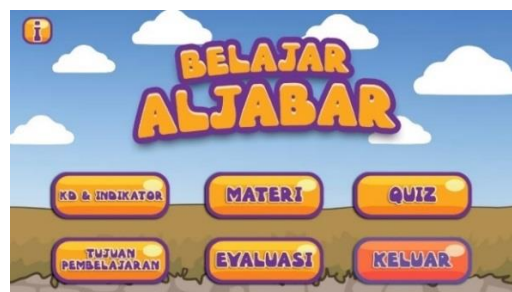 i
BELAJAR
ALJABAR
KD & INDIKATOR
MATERI
QUIZ
TUJUAN
PEMBELAJARAN
EVALUASI
KELUAR